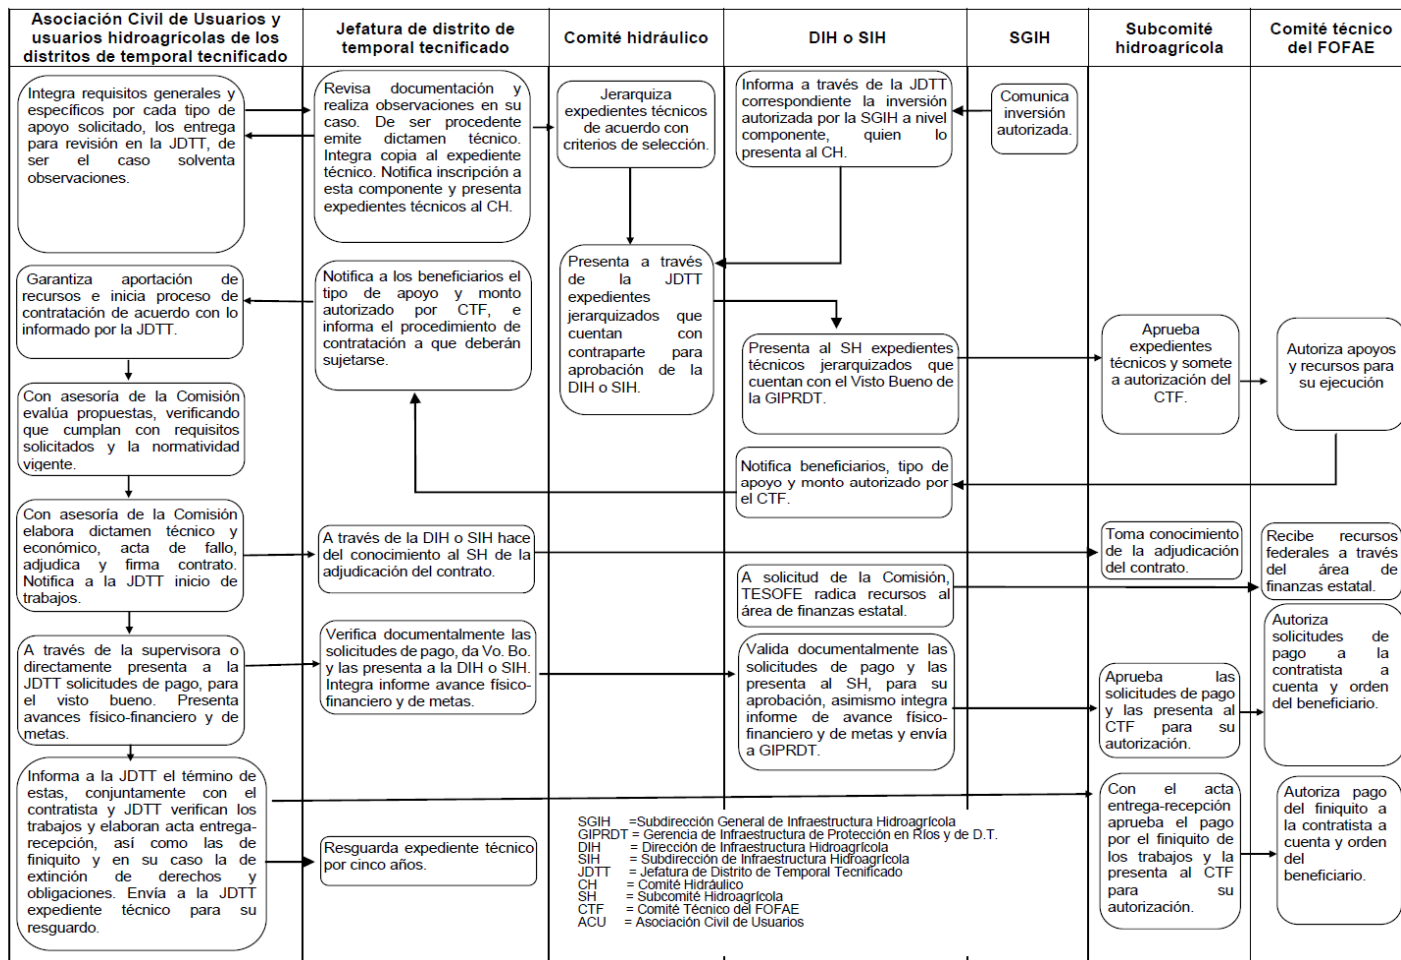 Asociación Civil de Usuarios y
usuarios hidroagrícolas de los
distritos de temporal tecnificado
Jefatura de distrito de
temporal tecnificado
Comité hidráulico
DIH o SIH
SGIH
Subcomité
hidroagrícola
Comité técnico
del FOFAE
Integra requisitos generales y
específicos por cada tipo de
apoyo solicitado, los entrega
para revisión en la JDTT, de
ser el caso solventa
observaciones.
Revisa documentación y
realiza observaciones en su
caso. De ser procedente
emite dictamen técnico.
Integra copia al expediente
técnico. Notifica inscripción a
esta componente y presenta
expedientes técnicos al CH.
Jerarquiza
expedientes técnicos
de acuerdo con
criterios de selección.
Informa a través de la JDTT
correspondiente la inversión
autorizada por la SGIH a nivel
componente, quien lo
presenta al CH.
Comunica
inversión
autorizada.
Garantiza aportación de
recursos e inicia proceso de
contratación de acuerdo con lo
informado por la JDTT.
Notifica a los beneficiarios el
tipo de apoyo y monto
autorizado por CTF, e
informa el procedimiento de
contratación a que deberán
sujetarse.
Presenta a través
de la JDTT
expedientes
jerarquizados que
cuentan con
contraparte para
aprobación de la
DIH o SIH.
Presenta al SH expedientes
técnicos jerarquizados que
cuentan con el Visto Bueno de
la GIPRDT.
Aprueba
expedientes
técnicos y somete
a autorización del
CTF.
Autoriza apoyos
y recursos para
su ejecución
Con asesoría de la Comisión
evalúa propuestas, verificando
que cumplan con requisitos
solicitados y la normatividad
vigente.
Notifica beneficiarios, tipo de
apoyo y monto autorizado por
el CTF.
Con asesoría de la Comisión
elabora dictamen técnico y
económico, acta de fallo,
adjudica y firma contrato.
Notifica a la JDTT inicio de
trabajos.
A través de la DIH o SIH hace
del conocimiento al SH de la
adjudicación del contrato.
Toma conocimiento
de la adjudicación
del contrato.
Recibe recursos
federales a través
del área de
finanzas estatal.
A solicitud de la Comisión,
TESOFE radica recursos al
área de finanzas estatal.
A través de la supervisora o
directamente presenta a la
JDTT solicitudes de pago, para
el visto bueno. Presenta
avances físico-financiero y de
metas.
Verifica documentalmente las
solicitudes de pago, da Vo. Bo.
y las presenta a la DIH o SIH.
Integra informe avance físico-
financiero y de metas.
Valida documentalmente las
solicitudes de pago y las
presenta al SH, para su
aprobación, asimismo integra
informe de avance físico-
financiero y de metas y envía
a GIPRDT.
Aprueba las
solicitudes de pago
y las presenta al
CTF para su
autorización.
Autoriza
solicitudes de
pago a la
contratista a
cuenta y orden
del beneficiario.
Informa a la JDTT el término de
estas, conjuntamente con el
contratista y JDTT verifican los
trabajos y elaboran acta entrega-
recepción, así como las de
finiquito y en su caso la de
extinción de derechos y
obligaciones. Envía a la JDTT
expediente técnico para su
resguardo.
Resguarda expediente técnico
por cinco años.
Con el acta
entrega-recepción
aprueba el pago
por el finiquito de
los trabajos y la
presenta al CTF
para su
autorización.
Autoriza pago
del finiquito a la
contratista a
cuenta y orden
del
beneficiario.
SGIH =Subdirección General de Infraestructura Hidroagrícola
GIPRDT = Gerencia de Infraestructura de Protección en Ríos y de D.T.
DIH = Dirección de Infraestructura Hidroagrícola
SIH = Subdirección de Infraestructura Hidroagrícola
JDTT = Jefatura de Distrito de Temporal Tecnificado
CH = Comité Hidráulico
SH = Subcomité Hidroagrícola
CTF = Comité Técnico del FOFAE
ACU = Asociación Civil de Usuarios